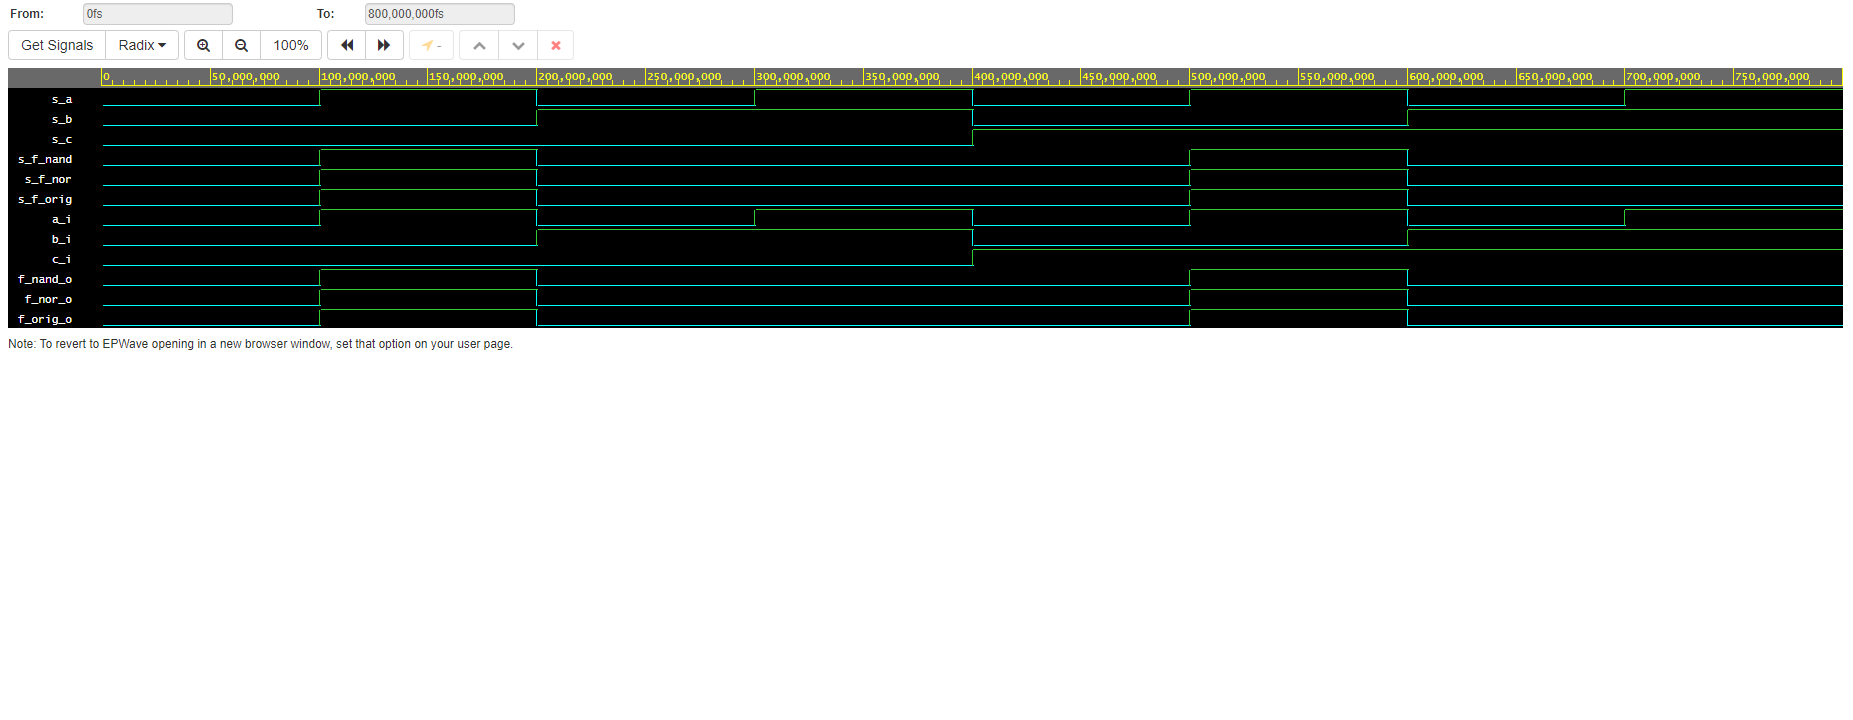 From: 0fs To: 800,000,000fs
Get Signals Radix 100% -
0 50,000,000 100,000,000 150,000,000 200,000,000 250,000,000 300,000,000 350,000,000 400,000,000 450,000,000 500,000,000 550,000,000 600,000,000 650,000,000 700,000,000 750,000,000
s_a
s_b
s_c
s_f_nand
s_f_nor
s_f_orig
a_i
b_i
c_i
f_nand_o
f_nor_o
f_orig_o
Note: To revert to EPWave opening in a new browser window, set that option on your user page.